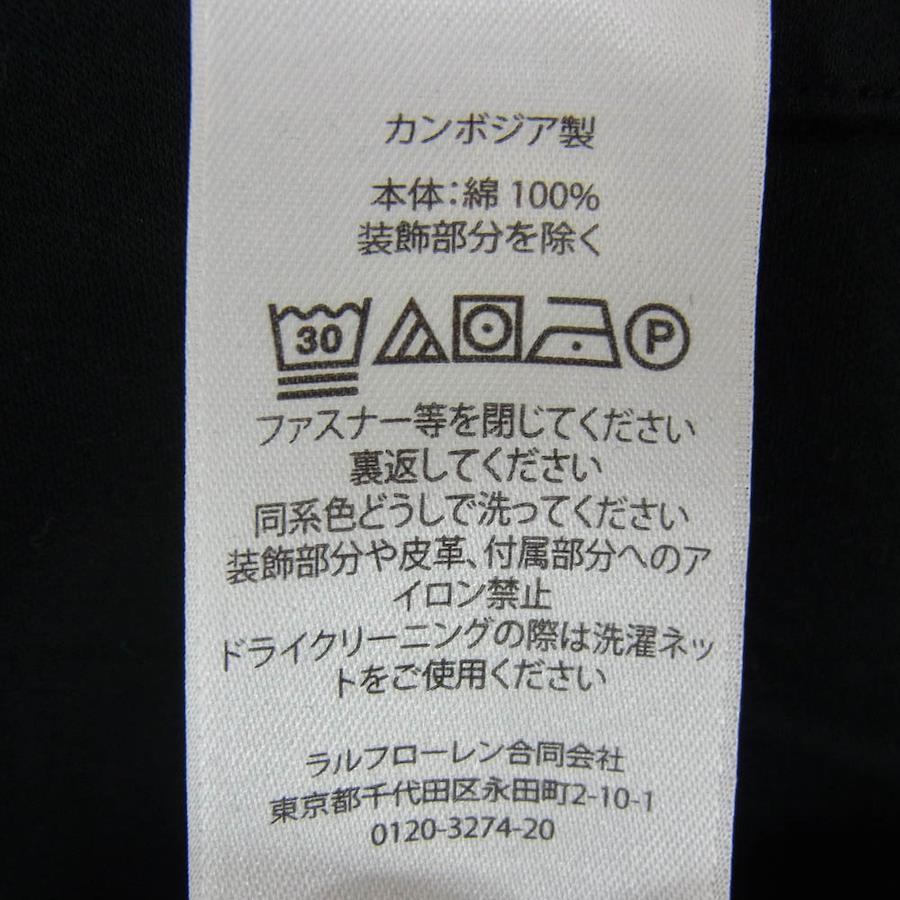 カンボジア製
本体：綿 100%
装飾部分を除く
30 P
ファスナー等を閉じてください
裏返してください
同系色どうしで洗ってください
装飾部分や皮革、付属部分へのア
イロン禁止
ドライクリーニングの際は洗濯ネッ
トをご使用ください
ラルフローレン合同会社
東京都千代田区永田町2-10-1
0120-3274-20